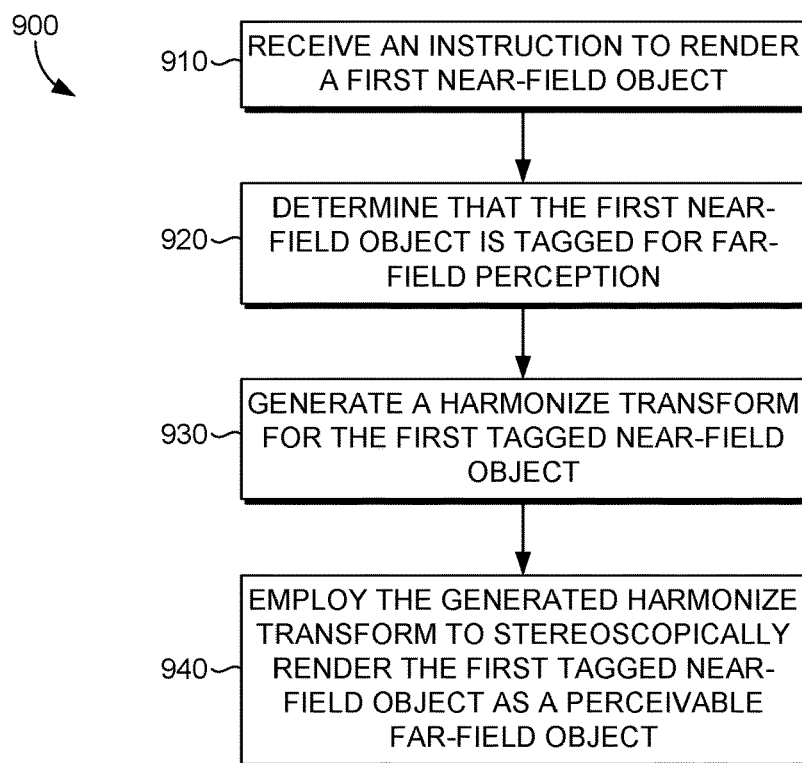 900
910
RECEIVE AN INSTRUCTION TO RENDER
A FIRST NEAR-FIELD OBJECT
920
DETERMINE THAT THE FIRST NEAR-
FIELD OBJECT IS TAGGED FOR FAR-
FIELD PERCEPTION
930
GENERATE A HARMONIZE TRANSFORM
FOR THE FIRST TAGGED NEAR-FIELD
OBJECT
940
EMPLOY THE GENERATED HARMONIZE
TRANSFORM TO STEREOSCOPICALLY
RENDER THE FIRST TAGGED NEAR-
FIELD OBJECT AS A PERCEIVABLE
FAR-FIELD OBJECT